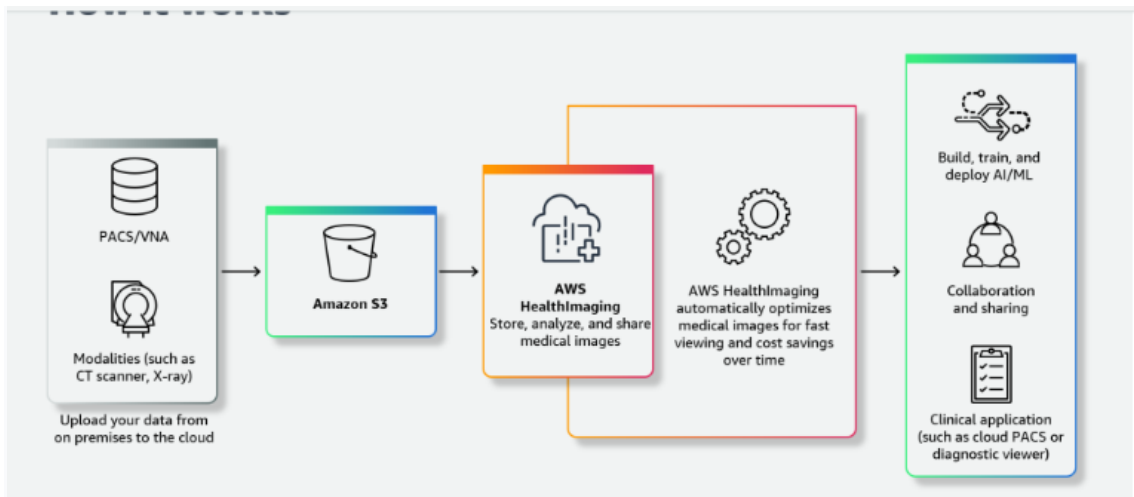 How it works
PACS/VNA
Modalities (such as
CT scanner, X-ray)
Upload your data from
on premises to the cloud
Amazon S3
AWS
HealthImaging
Store, analyze, and share
medical images
AWS HealthImaging
automatically optimizes
medical images for fast
viewing and cost savings
over time
Build, train, and
deploy AI/ML
Collaboration
and sharing
Clinical application
(such as cloud PACS or
diagnostic viewer)